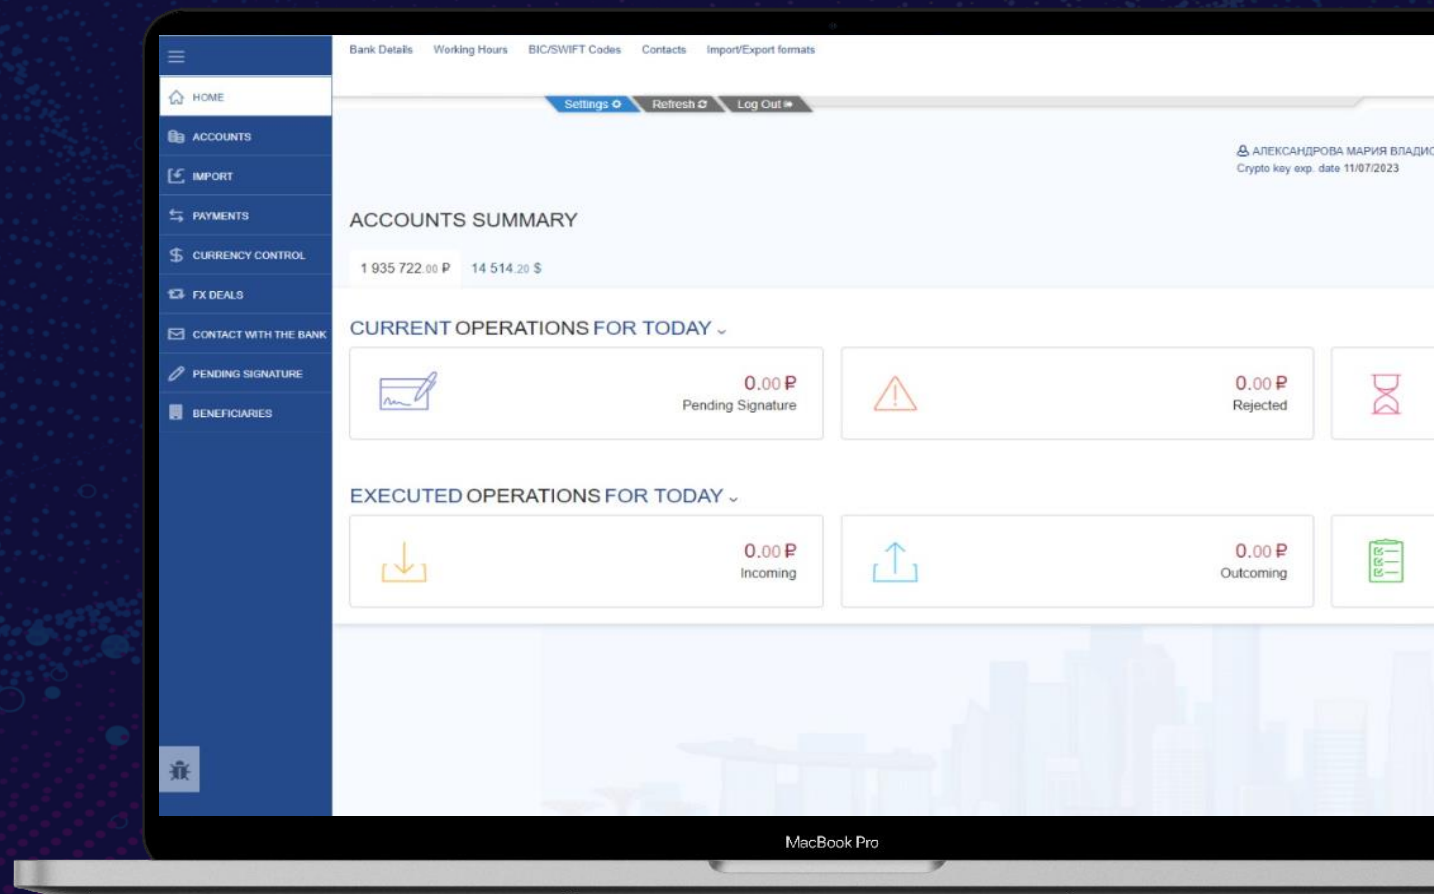 Bank Details Working Hours BIC/SWIFT Codes Contacts Import/Export formats
HOME
Settings Refresh Log Out
ACCOUNTS
АЛЕКСАНДРОВА МАРИЯ
Crypto key exp. date 11/07/2023
IMPORT
PAYMENTS
CURRENCY CONTROL
FX DEALS
CONTACT WITH THE BANK
PENDING SIGNATURE
BENEFICIARIES
ACCOUNTS SUMMARY
1 935 722.00 ₽ 14 514.20 $
CURRENT OPERATIONS FOR TODAY
0.00 ₽
Pending Signature
0.00 ₽
Rejected
EXECUTED OPERATIONS FOR TODAY
0.00 ₽
Incoming
0.00 ₽
Outcoming
MacBook Pro